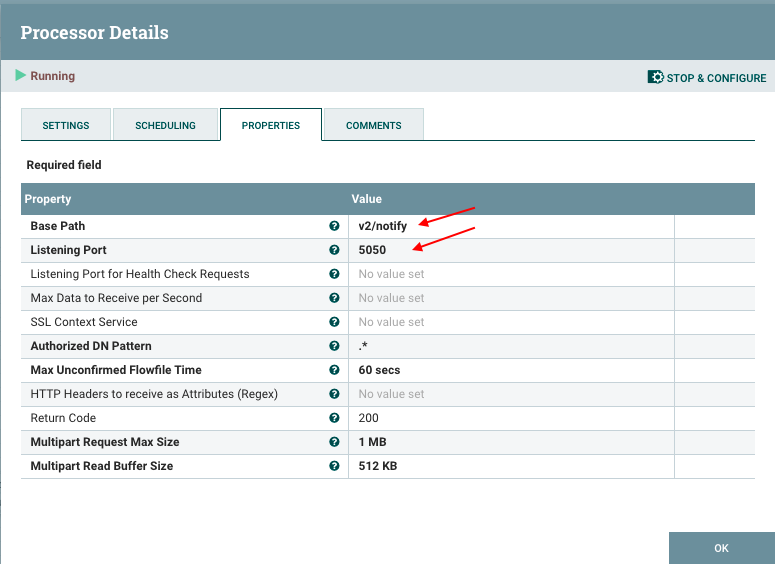 Processor Details
Running
STOP & CONFIGURE
SETTINGS SCHEDULING PROPERTIES COMMENTS
Required field
Property Value
Base Path ? v2/notify
Listening Port ? 5050
Listening Port for Health Check Requests ? No value set
Max Data to Receive per Second ? No value set
SSL Context Service ? No value set
Authorized DN Pattern ? .*
Max Unconfirmed Flowfile Time ? 60 secs
HTTP Headers to receive as Attributes (Regex) ? No value set
Return Code ? 200
Multipart Request Max Size ? 1 MB
Multipart Read Buffer Size ? 512 KB
OK